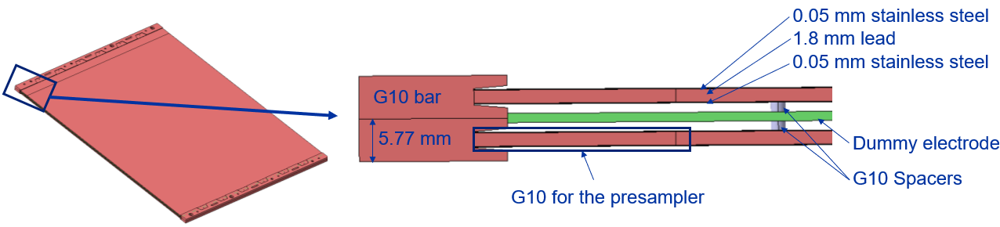 0.05 mm stainless steel
1.8 mm lead
0.05 mm stainless steel
G10 bar
5.77 mm
Dummy electrode
G10 Spacers
G10 for the presampler